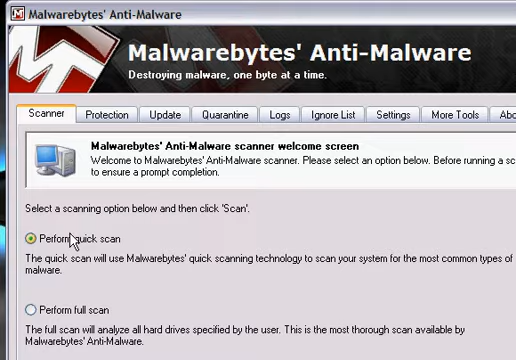 Malwarebytes' Anti-Malware
Malwarebytes' Anti-Malware
Destroying malware, one byte at a time.
Scanner Protection Update Quarantine Logs Ignore List Settings More Tools
Malwarebytes' Anti-Malware scanner welcome screen
Welcome to Malwarebytes' Anti-Malware scanner. Please select an option below. Before running a
to ensure a prompt completion.
Select a scanning option below and then click 'Scan'.
Perform quick scan
The quick scan will use Malwarebytes' quick scanning technology to scan your system for the most common types of
malware.
Perform full scan
The full scan will analyze all hard drives specified by the user. This is the most thorough scan available by
Malwarebytes' Anti-Malware.